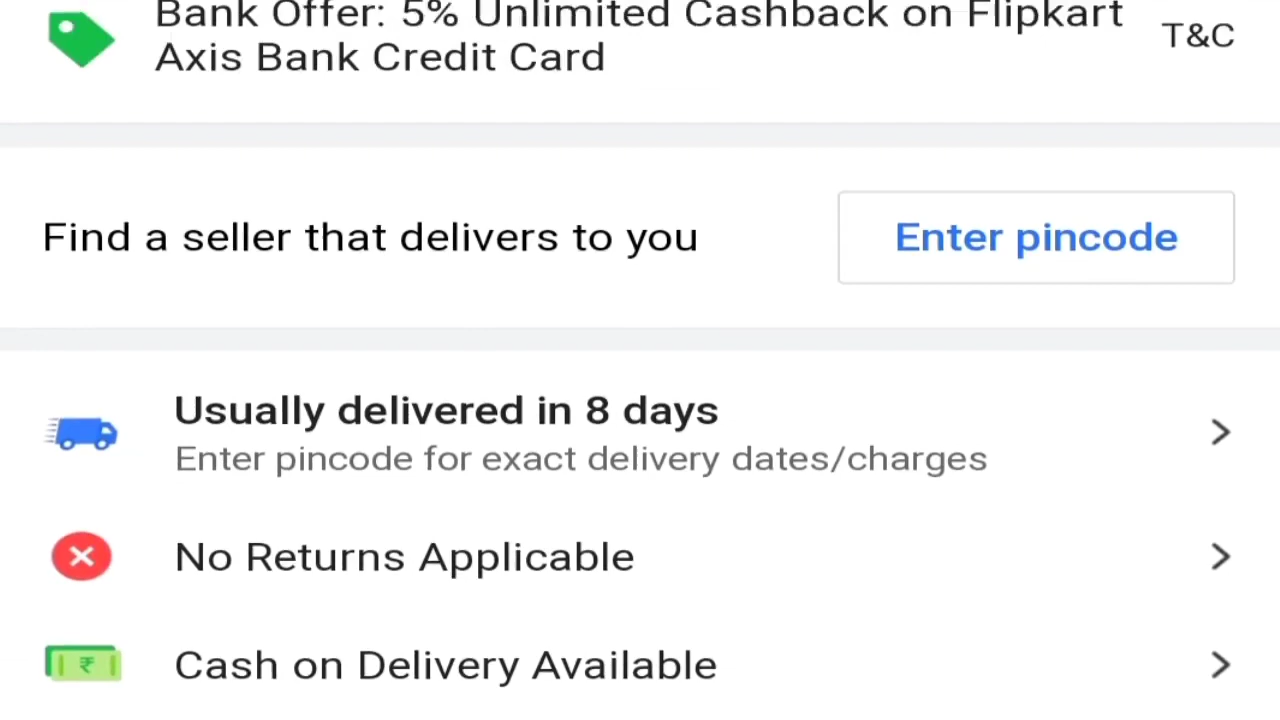 Bank Offer: 5% Unlimited Cashback on Flipkart
Axis Bank Credit Card
T&C
Find a seller that delivers to you
Enter pincode
Usually delivered in 8 days
Enter pincode for exact delivery dates/charges
No Returns Applicable
₹
Cash on Delivery Available